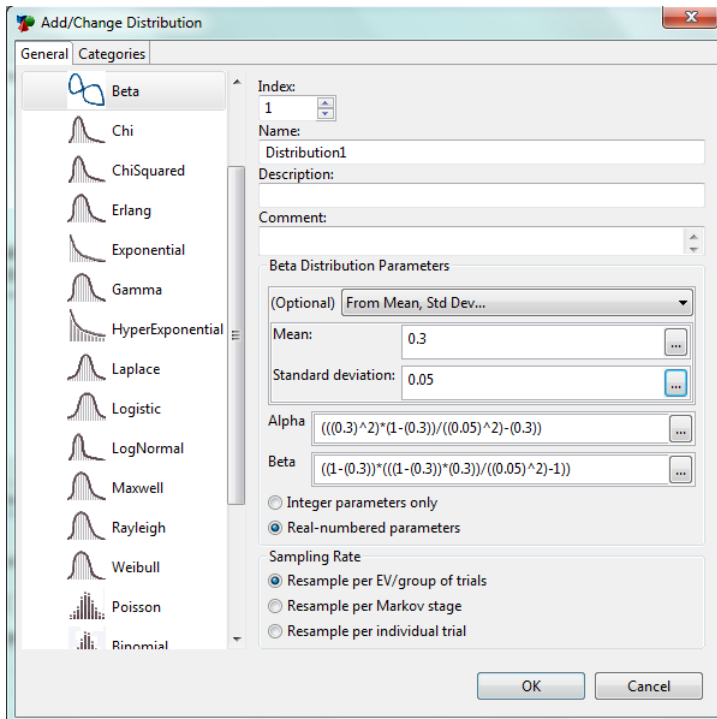 Add/Change Distribution
General Categories
Beta
Chi
ChiSquared
Erlang
Exponential
Gamma
HyperExponential
Laplace
Logistic
LogNormal
Maxwell
Rayleigh
Weibull
Poisson
Binomial
Index:
1
Name:
Distribution1
Description:
Comment:
Beta Distribution Parameters
(Optional) From Mean, Std Dev...
Mean: 0.3 ...
Standard deviation: 0.05 ...
Alpha (((0.3)^2)*(1-(0.3))/((0.05)^2)-(0.3)) ...
Beta ((1-(0.3))*(((1-(0.3))*(0.3))/((0.05)^2)-1)) ...
Integer parameters only
Real-numbered parameters
Sampling Rate
Resample per EV/group of trials
Resample per Markov stage
Resample per individual trial
OK Cancel